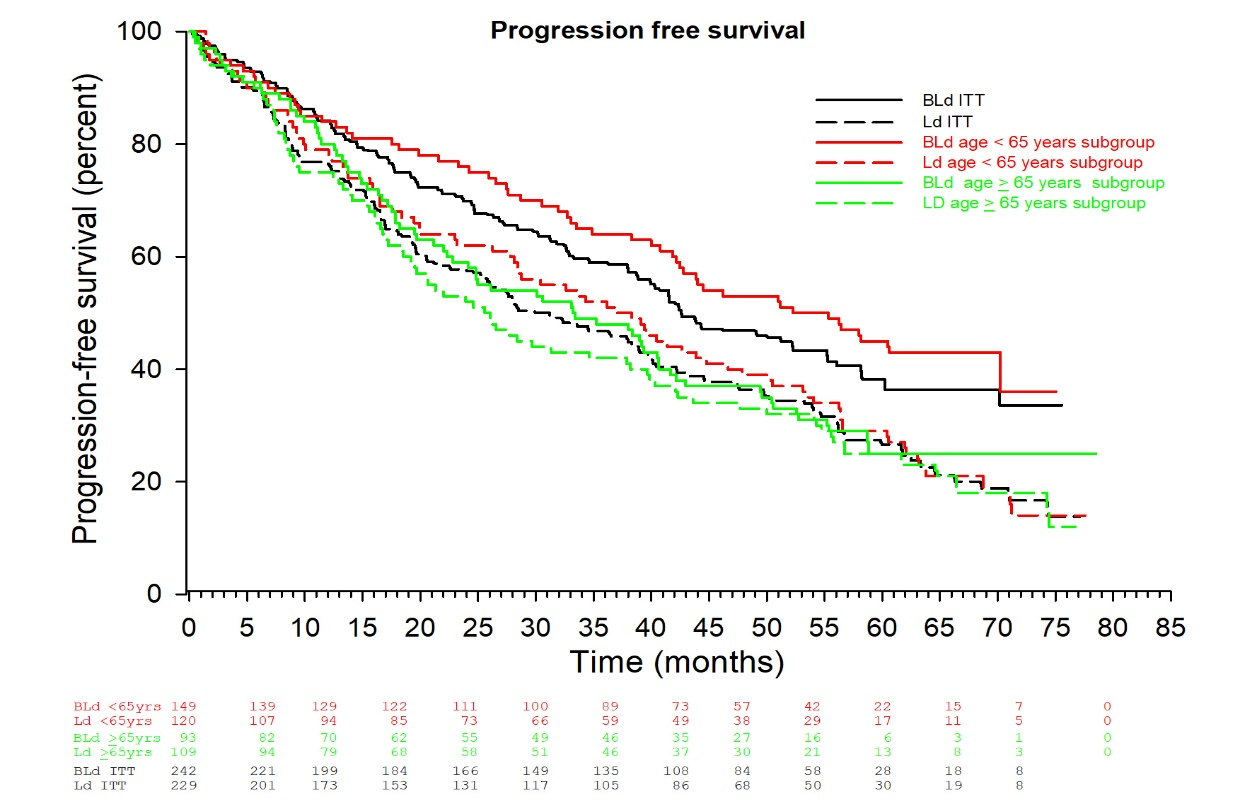 Progression free survival
100
80
60
40
20
0
Progression-free survival (percent)
BLd ITT
Ld ITT
BLd age < 65 years subgroup
Ld age < 65 years subgroup
BLd age ≥ 65 years subgroup
LD age ≥ 65 years subgroup
0 5 10 15 20 25 30 35 40 45 50 55 60 65 70 75 80 85
Time (months)
BLd <65yrs 149 139 129 122 111 100 89 73 57 42 22 15 7 0
Ld <65yrs 120 107 94 85 73 66 59 49 38 29 17 11 5 0
BLd ≥65yrs 93 82 70 62 55 49 46 35 27 16 6 3 1 0
Ld ≥65yrs 109 94 79 68 58 51 46 37 30 21 13 8 3 0
BLd ITT 242 221 199 184 166 149 135 108 84 58 28 18 8
Ld ITT 229 201 173 153 131 117 105 86 68 50 30 19 8